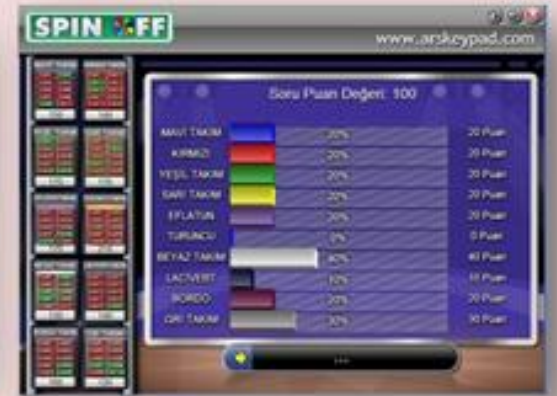 SPIN OFF
www.arskeypad.com
Soru Puan Değeri: 100
MAVİ TAKIM 20% 20 Puan
KIRMIZI 20% 20 Puan
YEŞİL TAKIM 20% 20 Puan
SARI TAKIM 20% 20 Puan
EFLATUN 20% 20 Puan
TURUNCU 0% 0 Puan
BEYAZ TAKIM 40% 40 Puan
LACİVERT 10% 10 Puan
BORDO 20% 20 Puan
GRİ TAKIM 30% 30 Puan